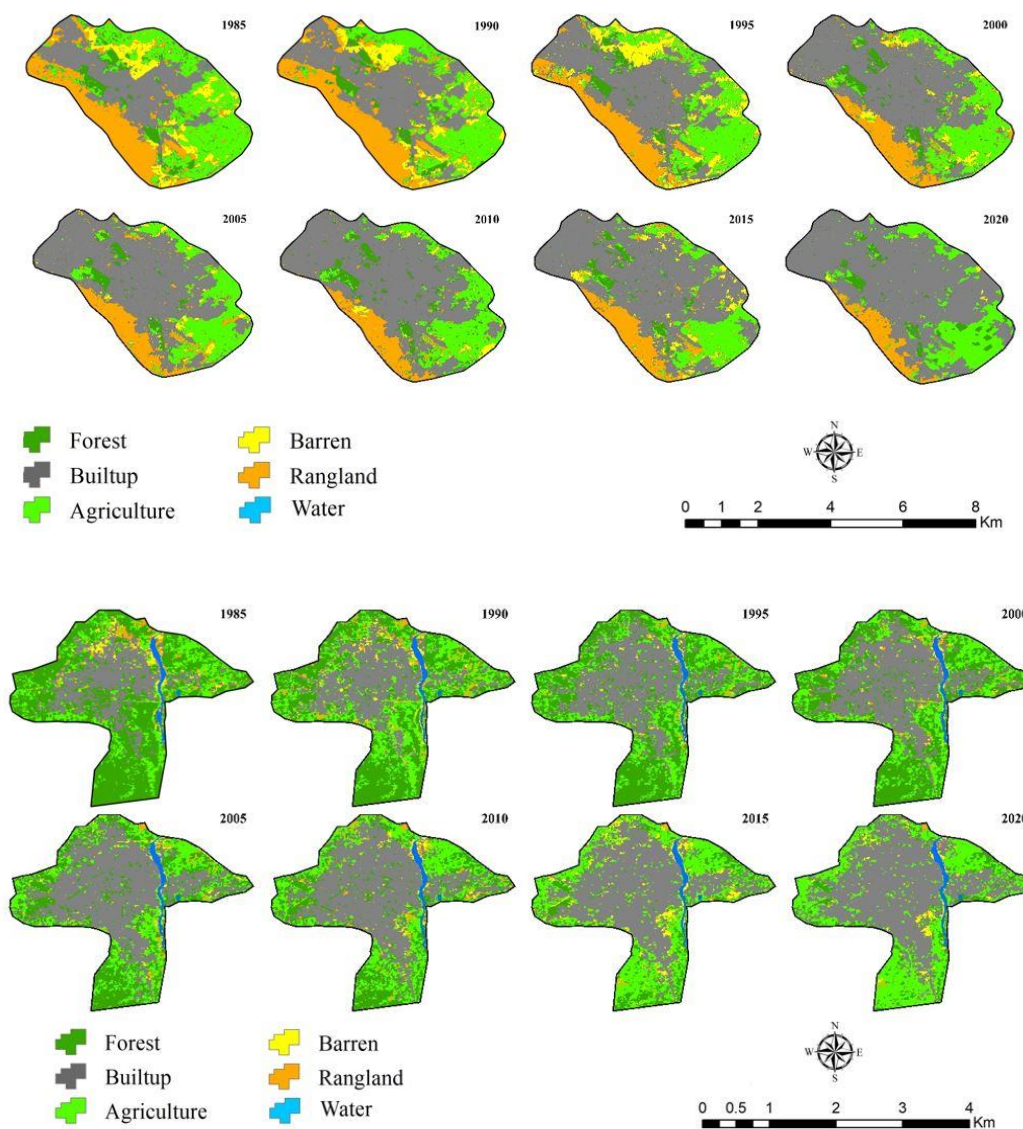 1985
1990
1995
2000
2005
2010
2015
2020
Forest
Barren
Builtup
Rangland
Agriculture
Water
N
W E
S
0 1 2 4 6 8
Km
1985
1990
1995
200
2005
2010
2015
202
Forest
Barren
Builtup
Rangland
Agriculture
Water
N
W E
S
0 0.5 1 2 3 4
Km